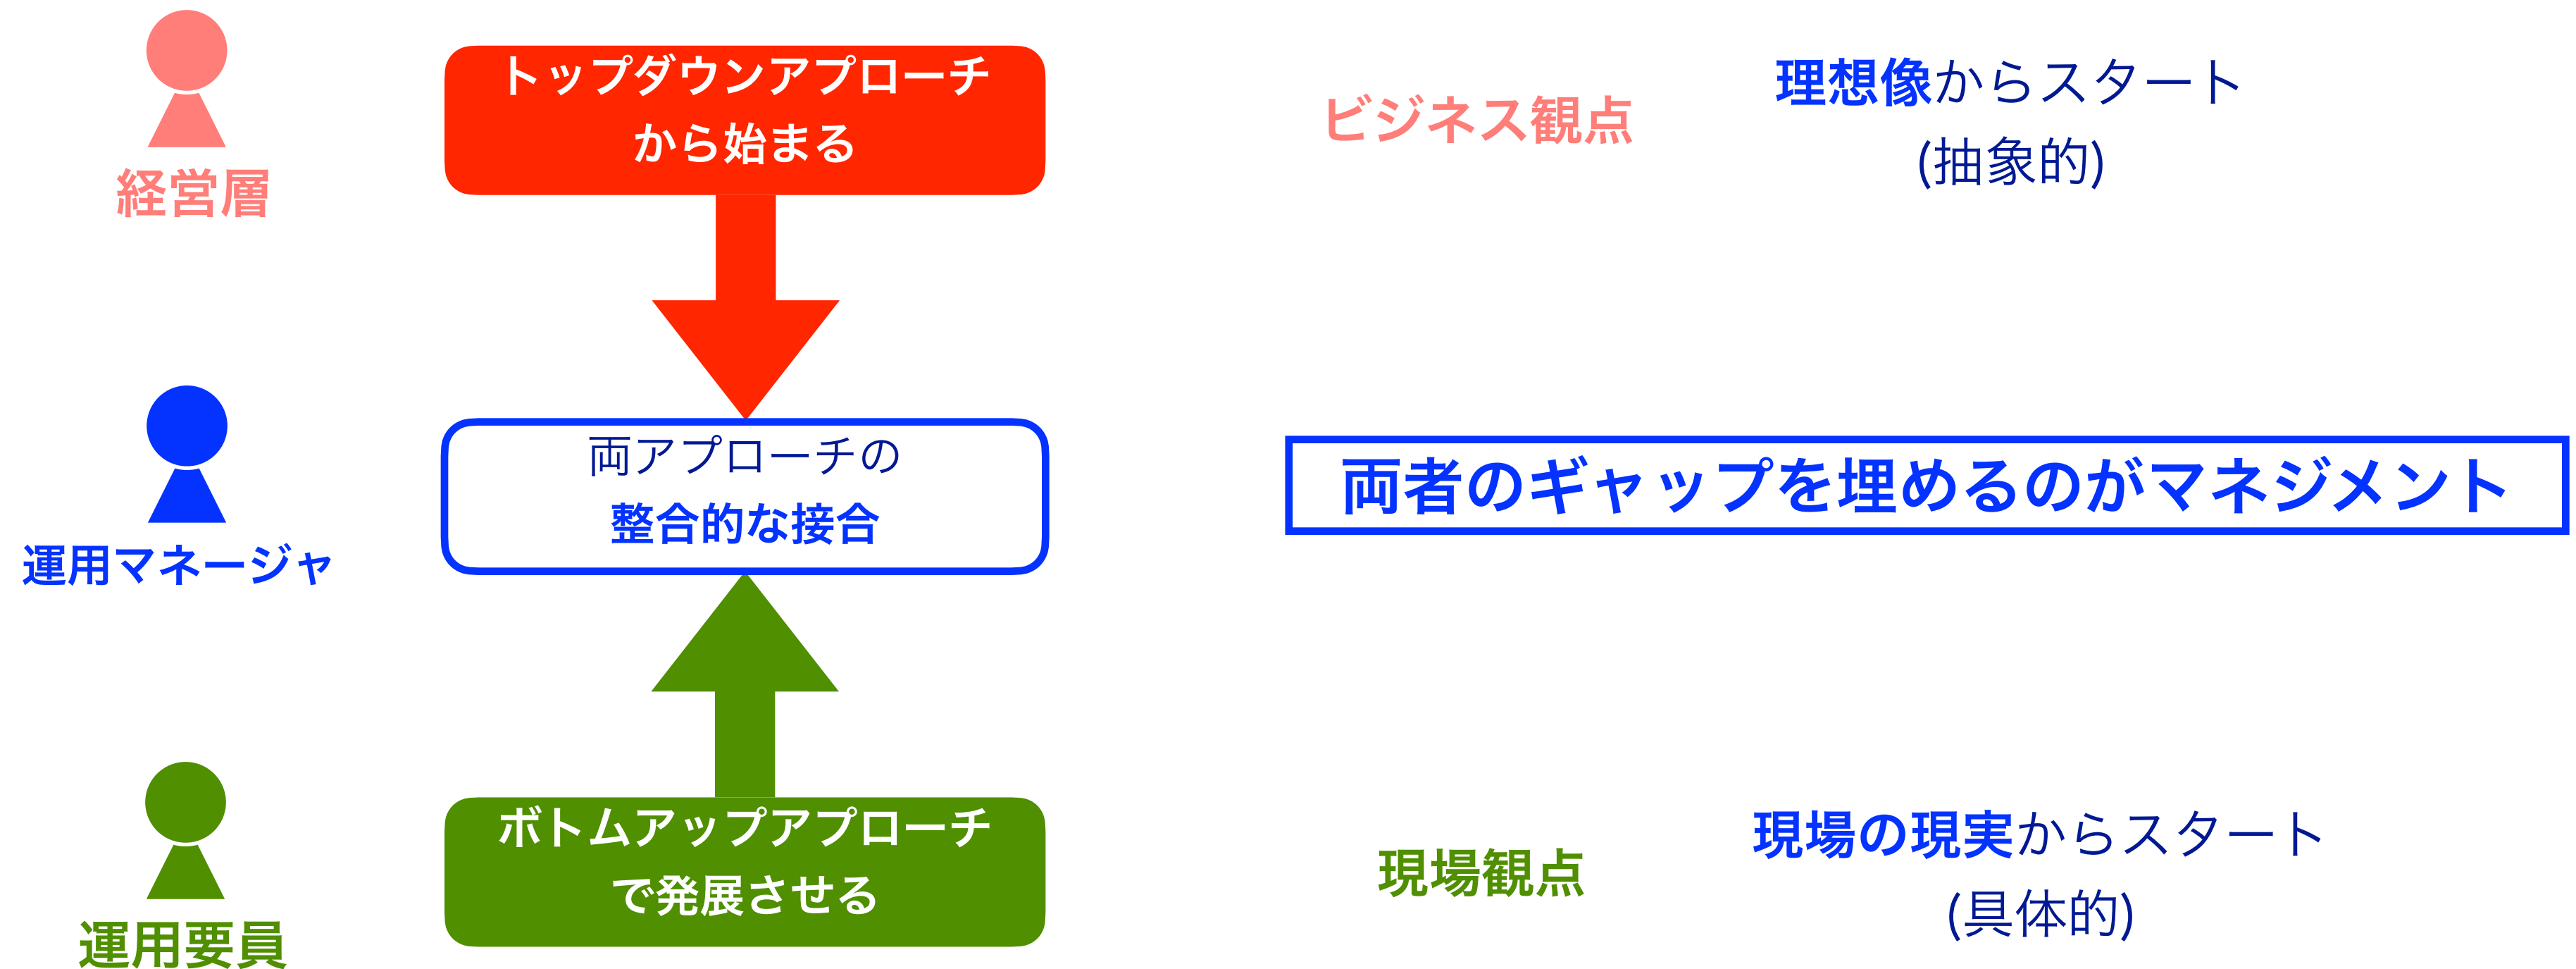 経営層
トップダウンアプローチ
から始まる
ビジネス観点
理想像からスタート
(抽象的)
運用マネージャ
両アプローチの
整合的な接合
両者のギャップを埋めるのがマネジメント
運用要員
ボトムアップアプローチ
で発展させる
現場観点
現場の現実からスタート
(具体的)